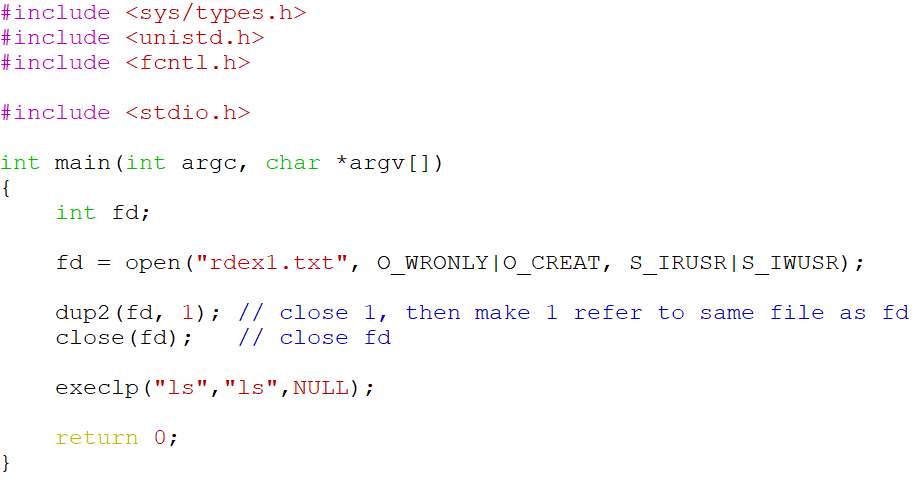 #include <sys/types.h>
#include <unistd.h>
#include <fcntl.h>
#include <stdio.h>
int main(int argc, char *argv[])
{
    int fd;
    fd = open("rdex1.txt", O_WRONLY|O_CREAT, S_IRUSR|S_IWUSR);
    dup2(fd, 1); // close 1, then make 1 refer to same file as fd
    close(fd);   // close fd
    execlp("ls","ls",NULL);
    return 0;
}